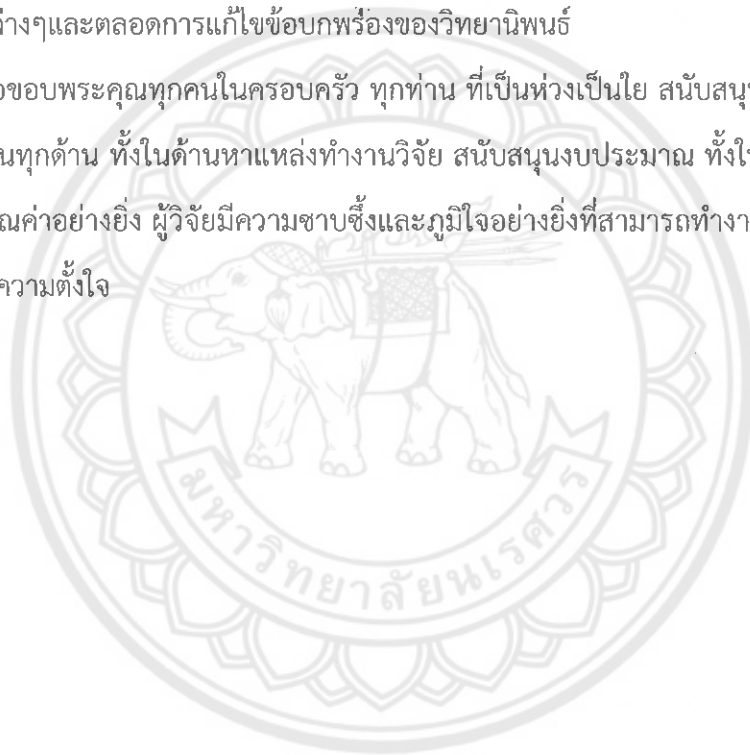 ต่างๆและตลอดการแก้ไขข้อบกพร่องของวิทยานิพนธ์
ขอบพระคุณทุกคนในครอบครัว ทุกท่าน ที่เป็นห่วงเป็นใย สนับสนุน
ทุกด้าน ทั้งในด้านหาแหล่งทำงานวิจัย สนับสนุนงบประมาณ ทั้งใน
ณค่าอย่างยิ่ง ผู้วิจัยมีความซาบซึ้งและภูมิใจอย่างยิ่งที่สามารถทำงา
ความตั้งใจ
มหาวิทยาลัยนเรศวร